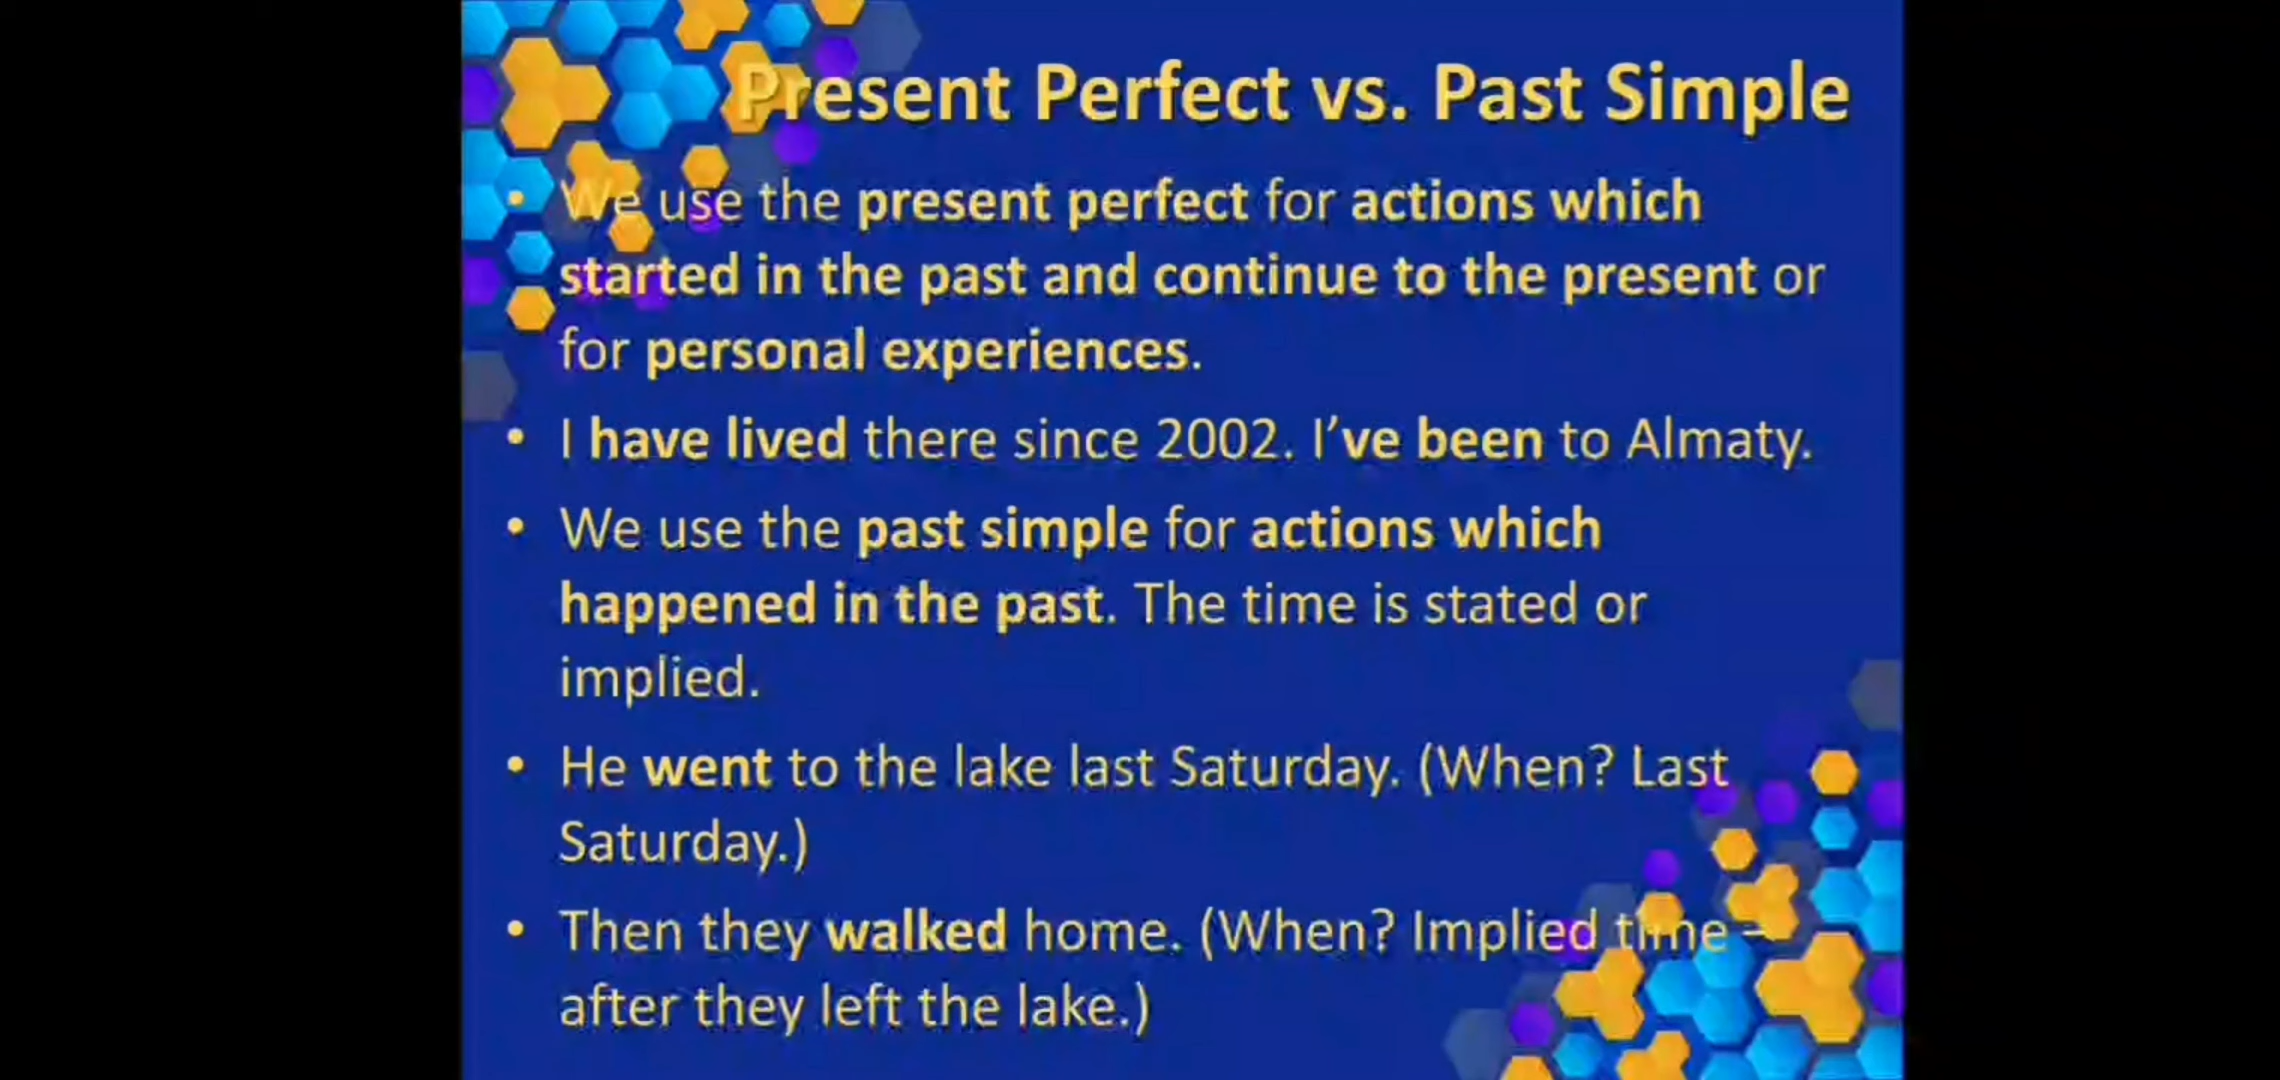 Present Perfect vs. Past Simple
• We use the present perfect for actions which
started in the past and continue to the present or
for personal experiences.
• I have lived there since 2002. I’ve been to Almaty.
• We use the past simple for actions which
happened in the past. The time is stated or
implied.
• He went to the lake last Saturday. (When? Last
Saturday.)
• Then they walked home. (When? Implied time –
after they left the lake.)